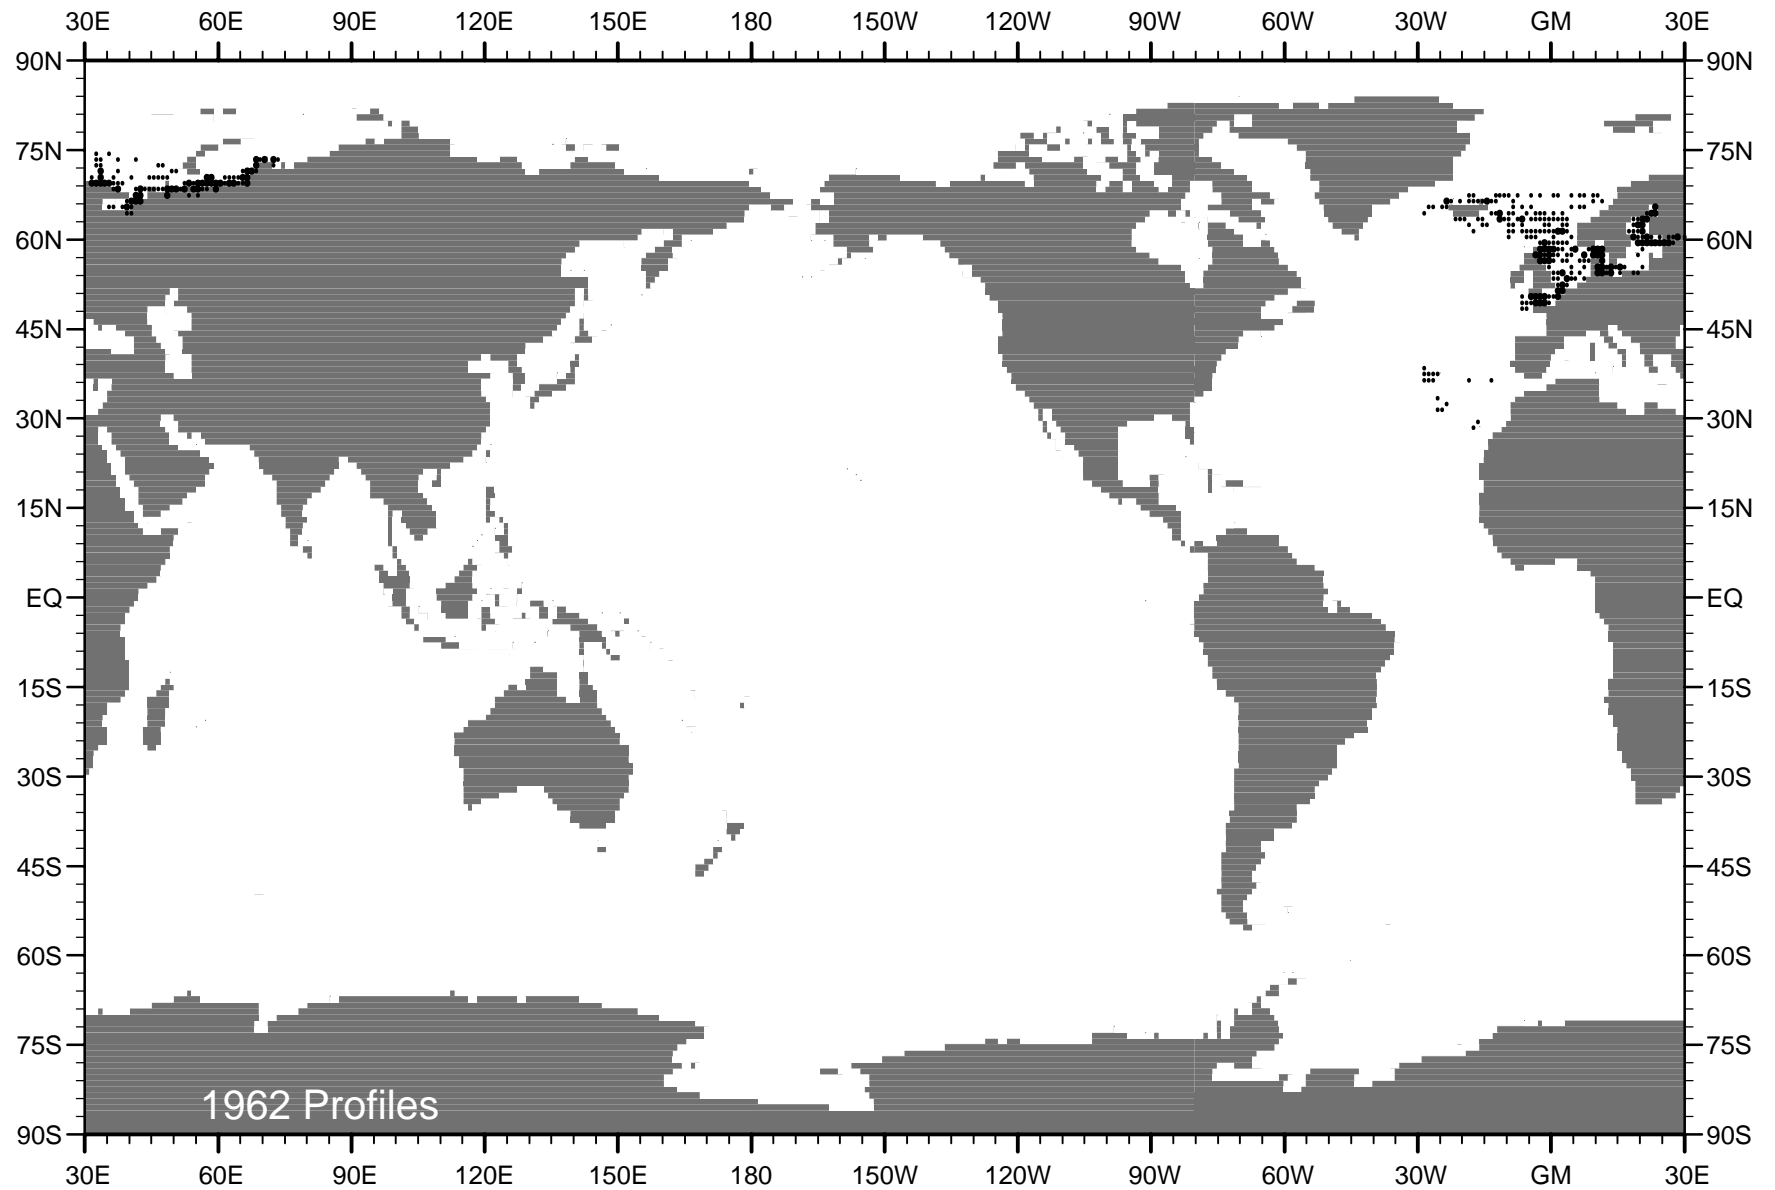 30E 60E 90E 120E 150E 180 150W 120W 90W 60W 30W GM 30E
90N 90N
75N 75N
60N 60N
45N 45N
30N 30N
15N 15N
EQ EQ
15S 15S
30S 30S
45S 45S
60S 60S
75S 75S
1962 Profiles
90S 90S
30E 60E 90E 120E 150E 180 150W 120W 90W 60W 30W GM 30E